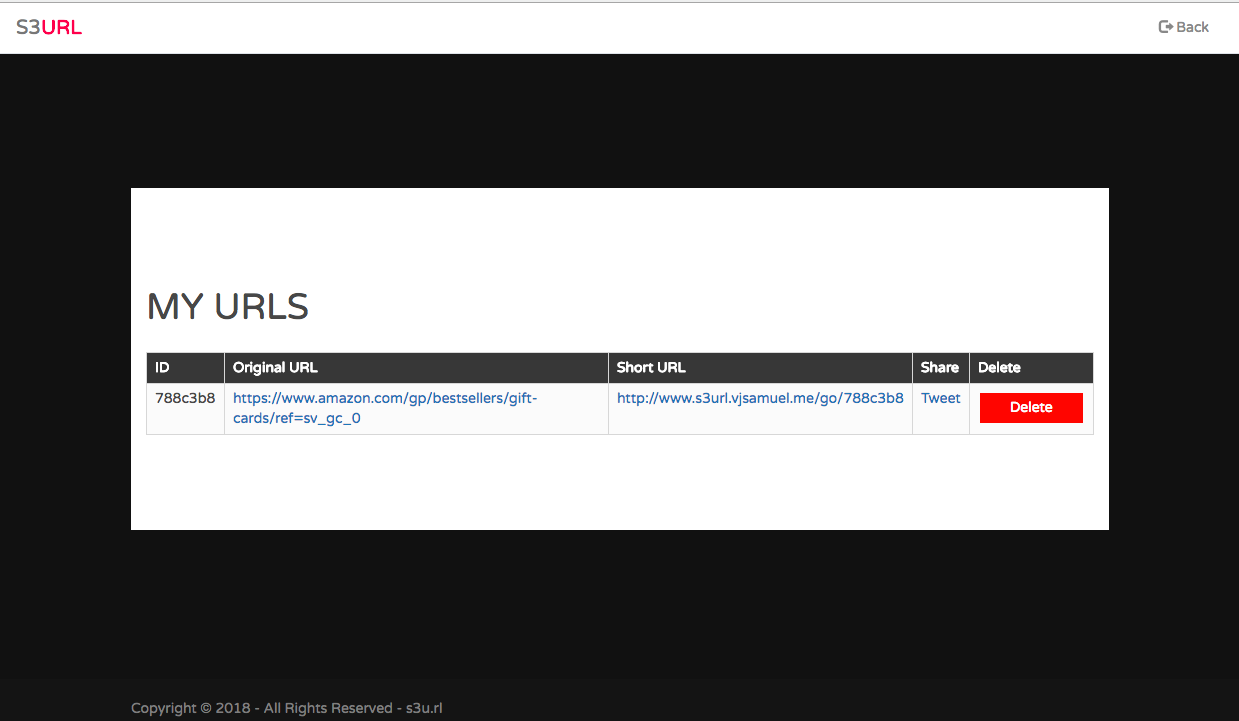 S3URL
Back
MY URLS
ID Original URL Short URL Share Delete
788c3b8 https://www.amazon.com/gp/bestsellers/gift- http://www.s3url.vjsamuel.me/go/788c3b8 Tweet Delete
cards/ref=sv_gc_0
Copyright © 2018 - All Rights Reserved - s3u.rl